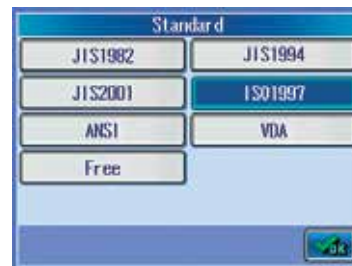 Standard
JIS1982 JIS1994
JIS2001 ISO1997
ANSI VDA
Free
OK